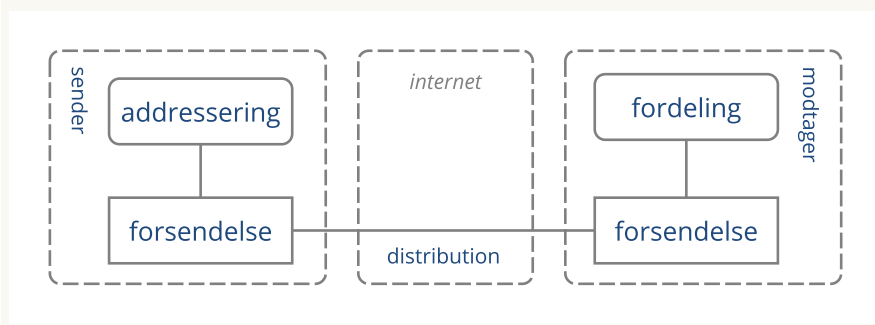 sender
addressering
forsendelse
internet
distribution
fordeling
forsendelse
modtager